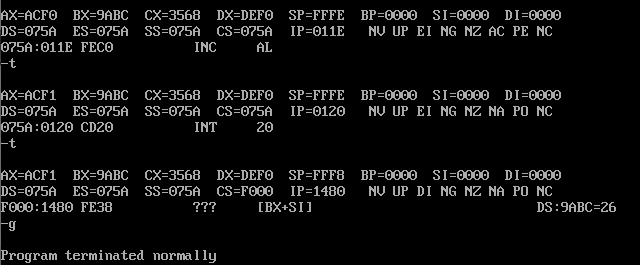 AX=ACF0  BX=9ABC  CX=3568  DX=DEF0  SP=FFFE  BP=0000  SI=0000  DI=0000
DS=075A  ES=075A  SS=075A  CS=075A  IP=011E   NV UP EI NG NZ AC PE NC
075A:011E FEC0          INC     AL
-t
AX=ACF1  BX=9ABC  CX=3568  DX=DEF0  SP=FFFE  BP=0000  SI=0000  DI=0000
DS=075A  ES=075A  SS=075A  CS=075A  IP=0120   NV UP EI NG NZ NA PO NC
075A:0120 CD20          INT     20
-t
AX=ACF1  BX=9ABC  CX=3568  DX=DEF0  SP=FFF8  BP=0000  SI=0000  DI=0000
DS=075A  ES=075A  SS=075A  CS=F000  IP=1480   NV UP DI NG NZ NA PO NC
F000:1480 FE38          ???     [BX+SI]                            DS:9ABC=26
-g
Program terminated normally